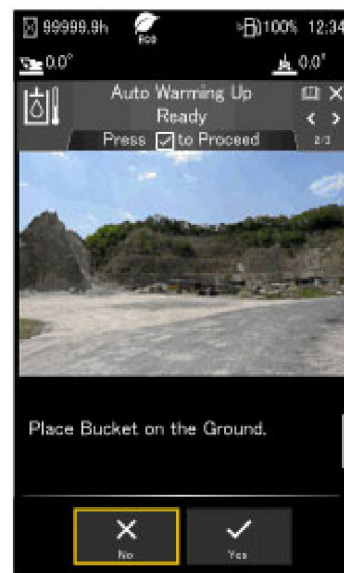 99999.9h
Eco
100%
12:34
0.0°
0.0°
Auto Warming Up
Ready
Press to Proceed
2/3
Place Bucket on the Ground.
No
Yes